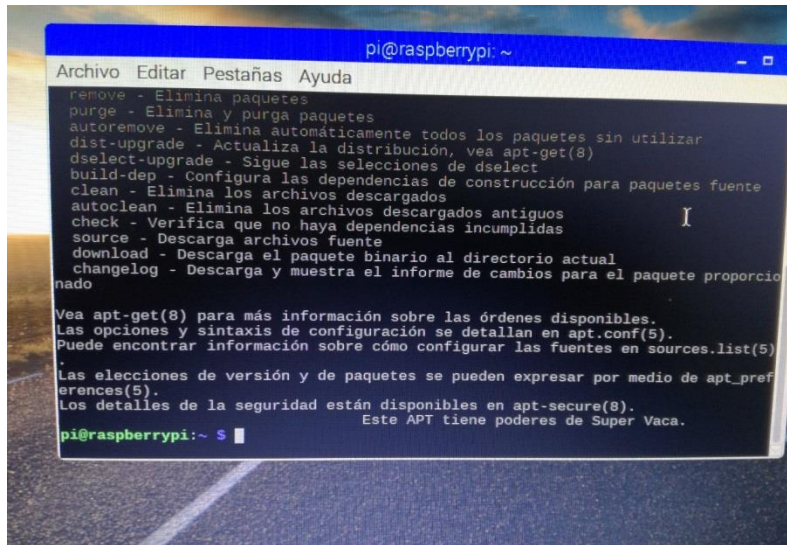 pi@raspberrypi: ~
Archivo Editar Pestañas Ayuda
remove - Elimina paquetes
purge - Elimina y purga paquetes
autoremove - Elimina automáticamente todos los paquetes sin utilizar
dist-upgrade - Actualiza la distribución, vea apt-get(8)
dselect-upgrade - Sigue las selecciones de dselect
build-dep - Configura las dependencias de construcción para paquetes fuente
clean - Elimina los archivos descargados
autoclean - Elimina los archivos descargados antiguos
check - Verifica que no haya dependencias incumplidas
source - Descarga archivos fuente
download - Descarga el paquete binario al directorio actual
changelog - Descarga y muestra el informe de cambios para el paquete proporcio
nado
Vea apt-get(8) para más información sobre las órdenes disponibles.
Las opciones y sintaxis de configuración se detallan en apt.conf(5).
Puede encontrar información sobre cómo configurar las fuentes en sources.list(5)
.
Las elecciones de versión y de paquetes se pueden expresar por medio de apt_pref
erences(5).
Los detalles de la seguridad están disponibles en apt-secure(8).
Este APT tiene poderes de Super Vaca.
pi@raspberrypi:~ $